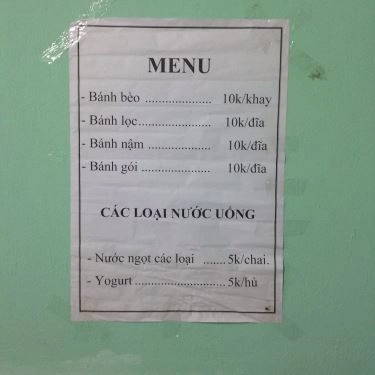 MENU
- Bánh bèo .................... 10k/khay
- Bánh lọc...................... 10k/đĩa
- Bánh nậm .................. 10k/đĩa
- Bánh gói ..................... 10k/đĩa
CÁC LOẠI NƯỚC UỐNG
- Nước ngọt các loại ....... 5k/chai.
- Yogurt........................... 5k/hủ